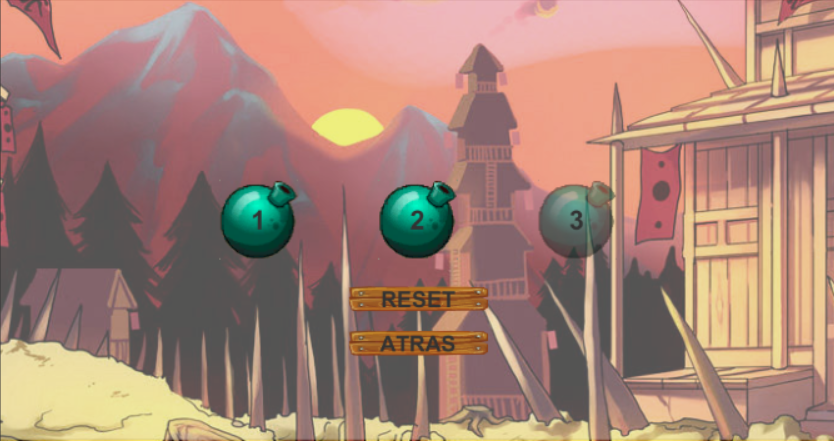 1 2 3
RESET
ATRAS